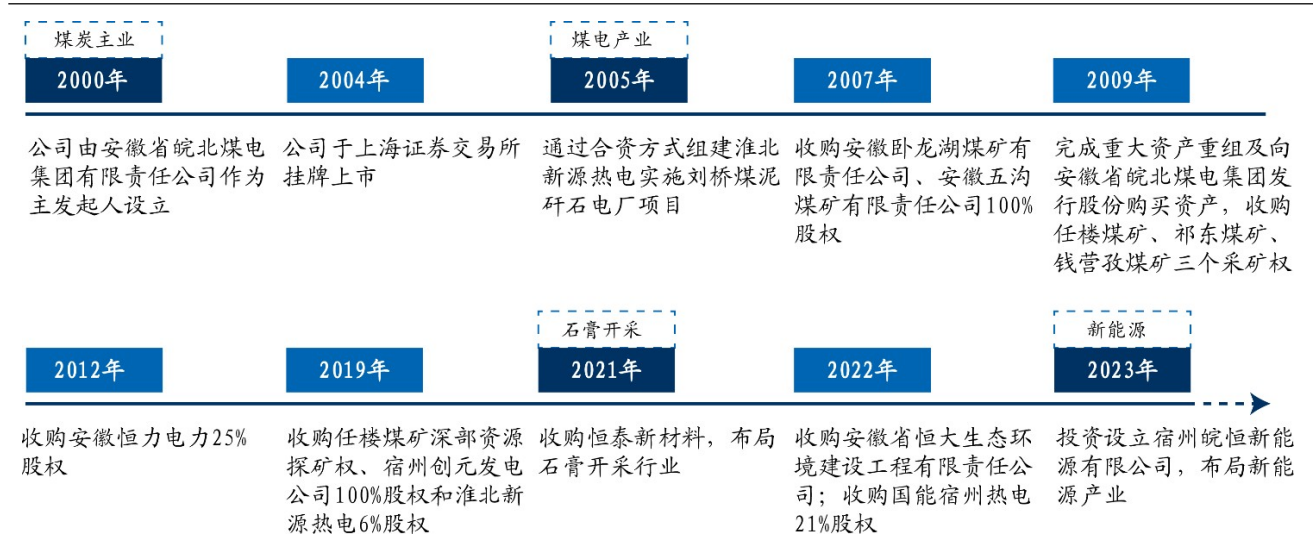 煤炭主业
2000年
公司由安徽省皖北煤电
集团有限责任公司作为
主发起人设立
2004年
公司于上海证券交易所
挂牌上市
煤电产业
2005年
通过合资方式组建淮北
新源热电实施刘桥煤泥
矸石电厂项目
2007年
收购安徽卧龙湖煤矿有
限责任公司、安徽五沟
煤矿有限责任公司100%
股权
2009年
完成重大资产重组及向
安徽省皖北煤电集团发
行股份购买资产，收购
任楼煤矿、祁东煤矿、
钱营孜煤矿三个采矿权
2012年
收购安徽恒力电力25%
股权
2019年
收购任楼煤矿深部资源
探矿权、宿州创元发电
公司100%股权和淮北新
源热电6%股权
石膏开采
2021年
收购恒泰新材料，布局
石膏开采行业
2022年
收购安徽省恒大生态环
境建设工程有限责任公
司；收购国能宿州热电
21%股权
新能源
2023年
投资设立宿州皖恒新能
源有限公司，布局新能
源产业